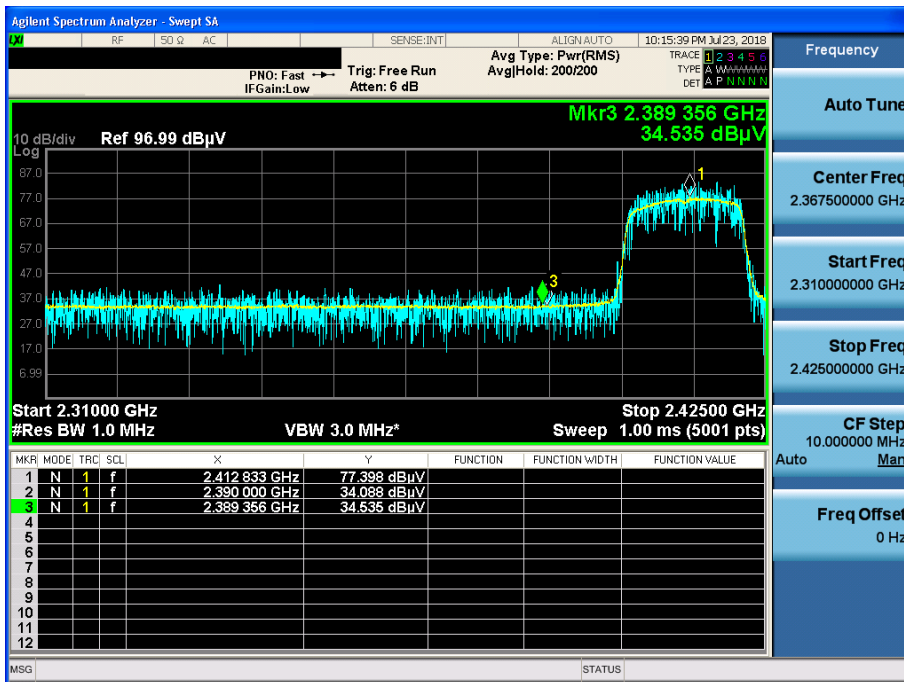 Agilent Spectrum Analyzer - Swept SA
LXI RF 50 Ω AC SENSE:INT ALIGNAUTO 10:15:39 PM Jul 23, 2018
Frequency
PNO: Fast Trig: Free Run Avg Type: Pwr(RMS) TRACE 1 2 3 4 5 6
IFGain:Low Atten: 6 dB Avg|Hold: 200/200 TYPE A WWWWW
DET A P N N N N
Auto Tune
Mkr3 2.389 356 GHz
34.535 dBµV
10 dB/div Ref 96.99 dBµV
Log
87.0
77.0
67.0
57.0
47.0
37.0
27.0
17.0
6.99
1
3
Center Freq
2.367500000 GHz
Start Freq
2.310000000 GHz
Stop Freq
2.425000000 GHz
Start 2.31000 GHz Stop 2.42500 GHz
#Res BW 1.0 MHz VBW 3.0 MHz* Sweep 1.00 ms (5001 pts)
CF Step
10.000000 MHz
Auto Man
MKR MODE TRC SCL X Y FUNCTION FUNCTION WIDTH FUNCTION VALUE
1 N 1 f 2.412 833 GHz 77.398 dBµV
2 N 1 f 2.390 000 GHz 34.088 dBµV
3 N 1 f 2.389 356 GHz 34.535 dBµV
4
5
6
7
8
9
10
11
12
Freq Offset
0 Hz
MSG STATUS